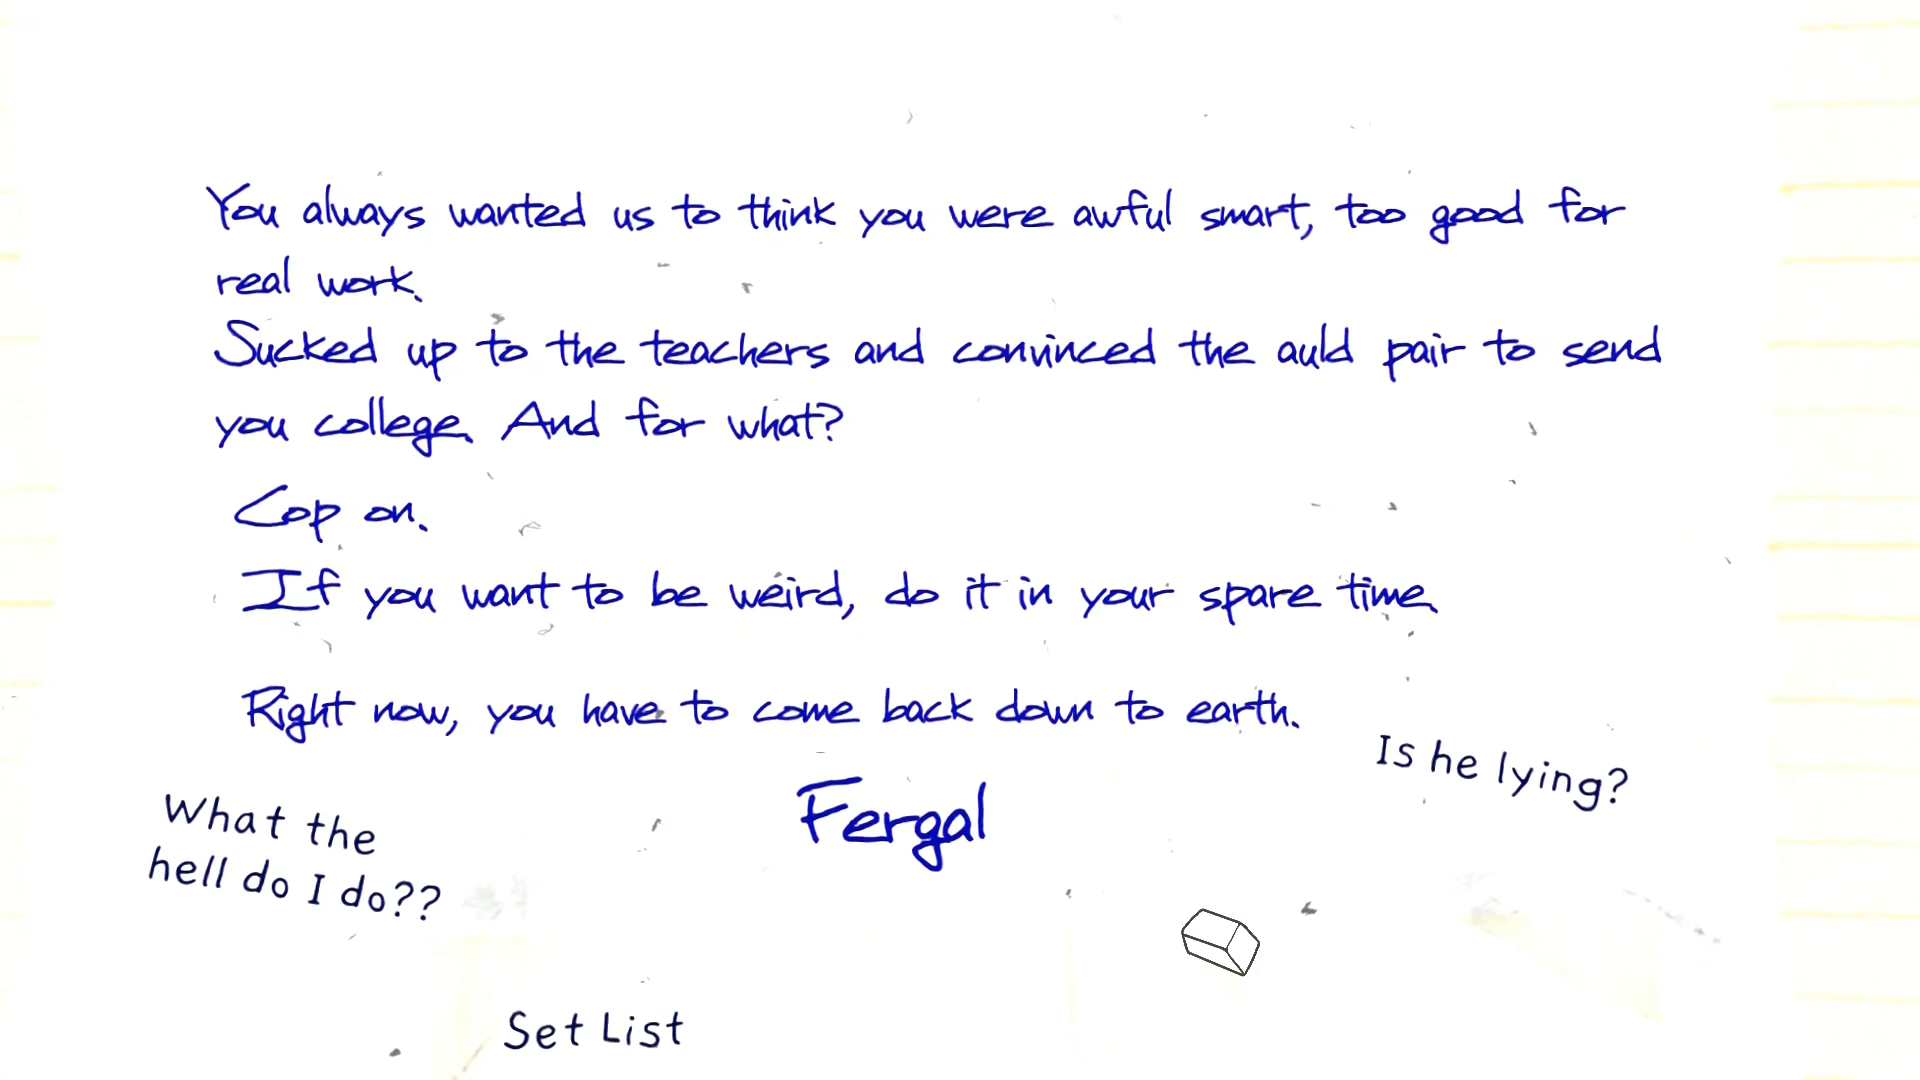 You always wanted us to think you were awful smart, too good for
real work.
Sucked up to the teachers and convinced the auld pair to send
you college. And for what?
Cop on.
If you want to be weird, do it in your spare time.
Right now, you have to come back down to earth.
Fergal
Is he lying?
What the
hell do I do??
Set List